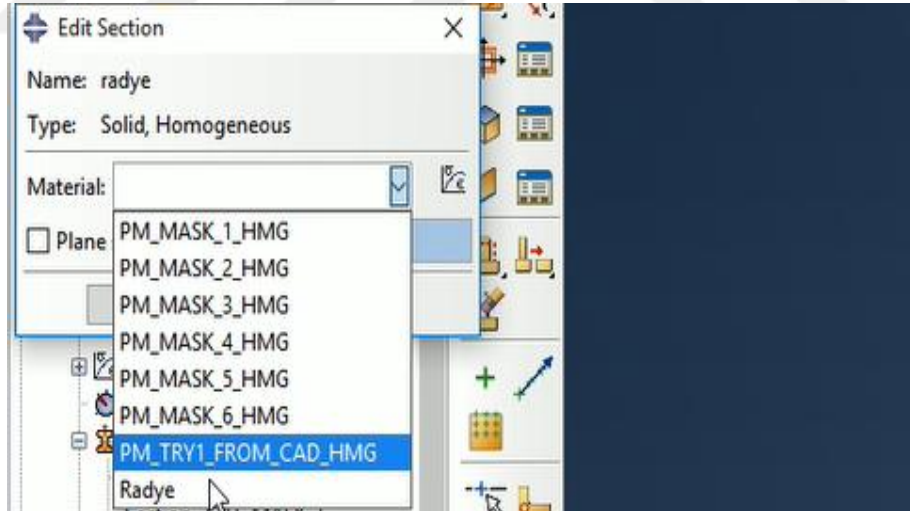 Edit Section
Name: radye
Type: Solid, Homogeneous
Material:
Plane
PM_MASK_1_HMG
PM_MASK_2_HMG
PM_MASK_3_HMG
PM_MASK_4_HMG
PM_MASK_5_HMG
PM_MASK_6_HMG
PM_TRY1_FROM_CAD_HMG
Radye